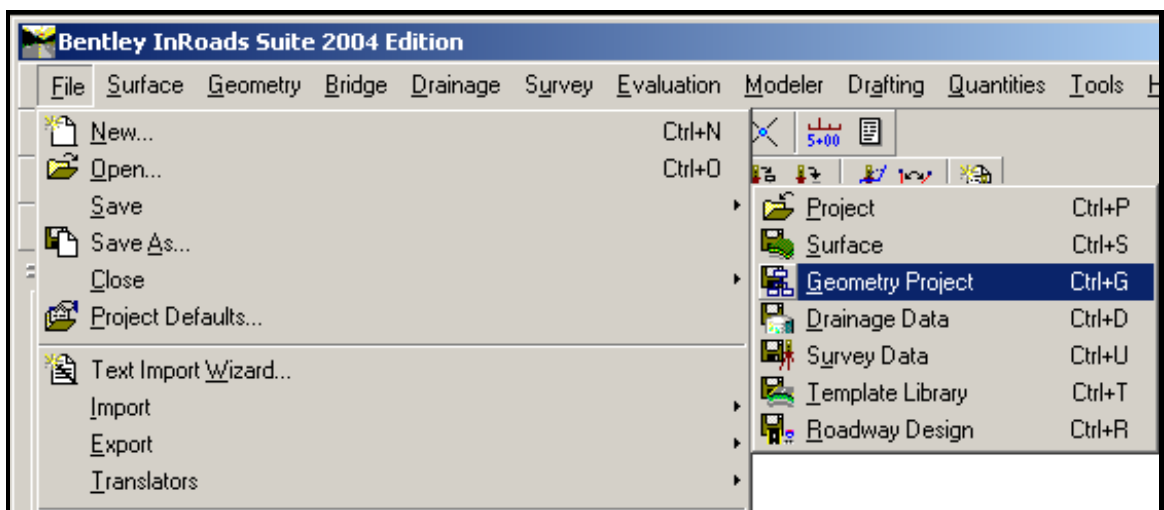 Bentley InRoads Suite 2004 Edition
File Surface Geometry Bridge Drainage Survey Evaluation Modeler Drafting Quantities Tools
New... Ctrl+N
5+00
Open... Ctrl+O
Save
Save As...
Close
Project Defaults...
Text Import Wizard...
Import
Export
Translators
Project Ctrl+P
Surface Ctrl+S
Geometry Project Ctrl+G
Drainage Data Ctrl+D
Survey Data Ctrl+U
Template Library Ctrl+T
Roadway Design Ctrl+R